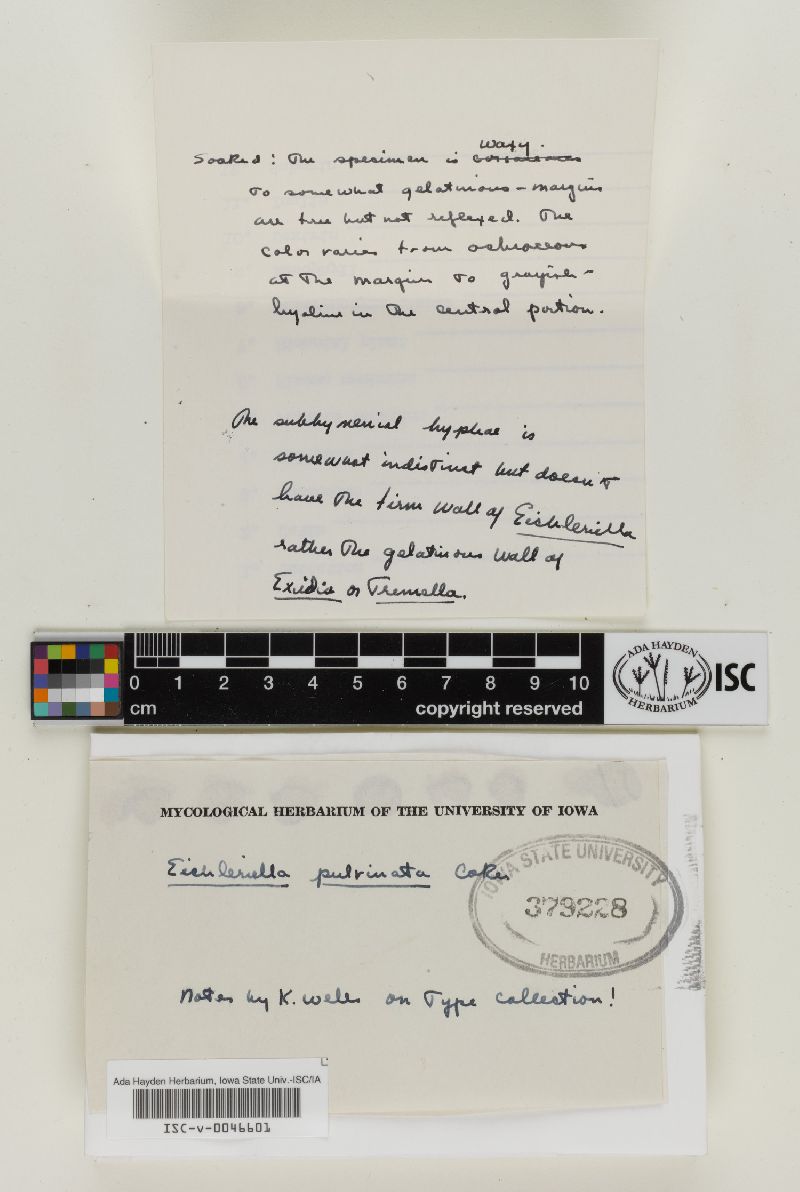 waxy.
Soaked: The specimen is
to somewhat gelatinous - margins
are free but not reflexed. The
color varies from ochraceous
at the margin to grayish-
hyaline in the central portion.
The subhymenial hyphae is
somewhat indistinct but doesn't
have the firm wall of Eichleriella
rather the gelatinous wall of
Exidia or Tremella.
0 1 2 3 4 5 6 7 8 9 10
cm
copyright reserved
ADA HAYDEN
HERBARIUM
ISC
MYCOLOGICAL HERBARIUM OF THE UNIVERSITY OF IOWA
Eichleriella pulvinata Coker
IOWA STATE UNIVERSITY
379228
HERBARIUM
Notes by K. Wells on Type collection!
Ada Hayden Herbarium, Iowa State Univ.-ISC/IA
ISC-v-0046601